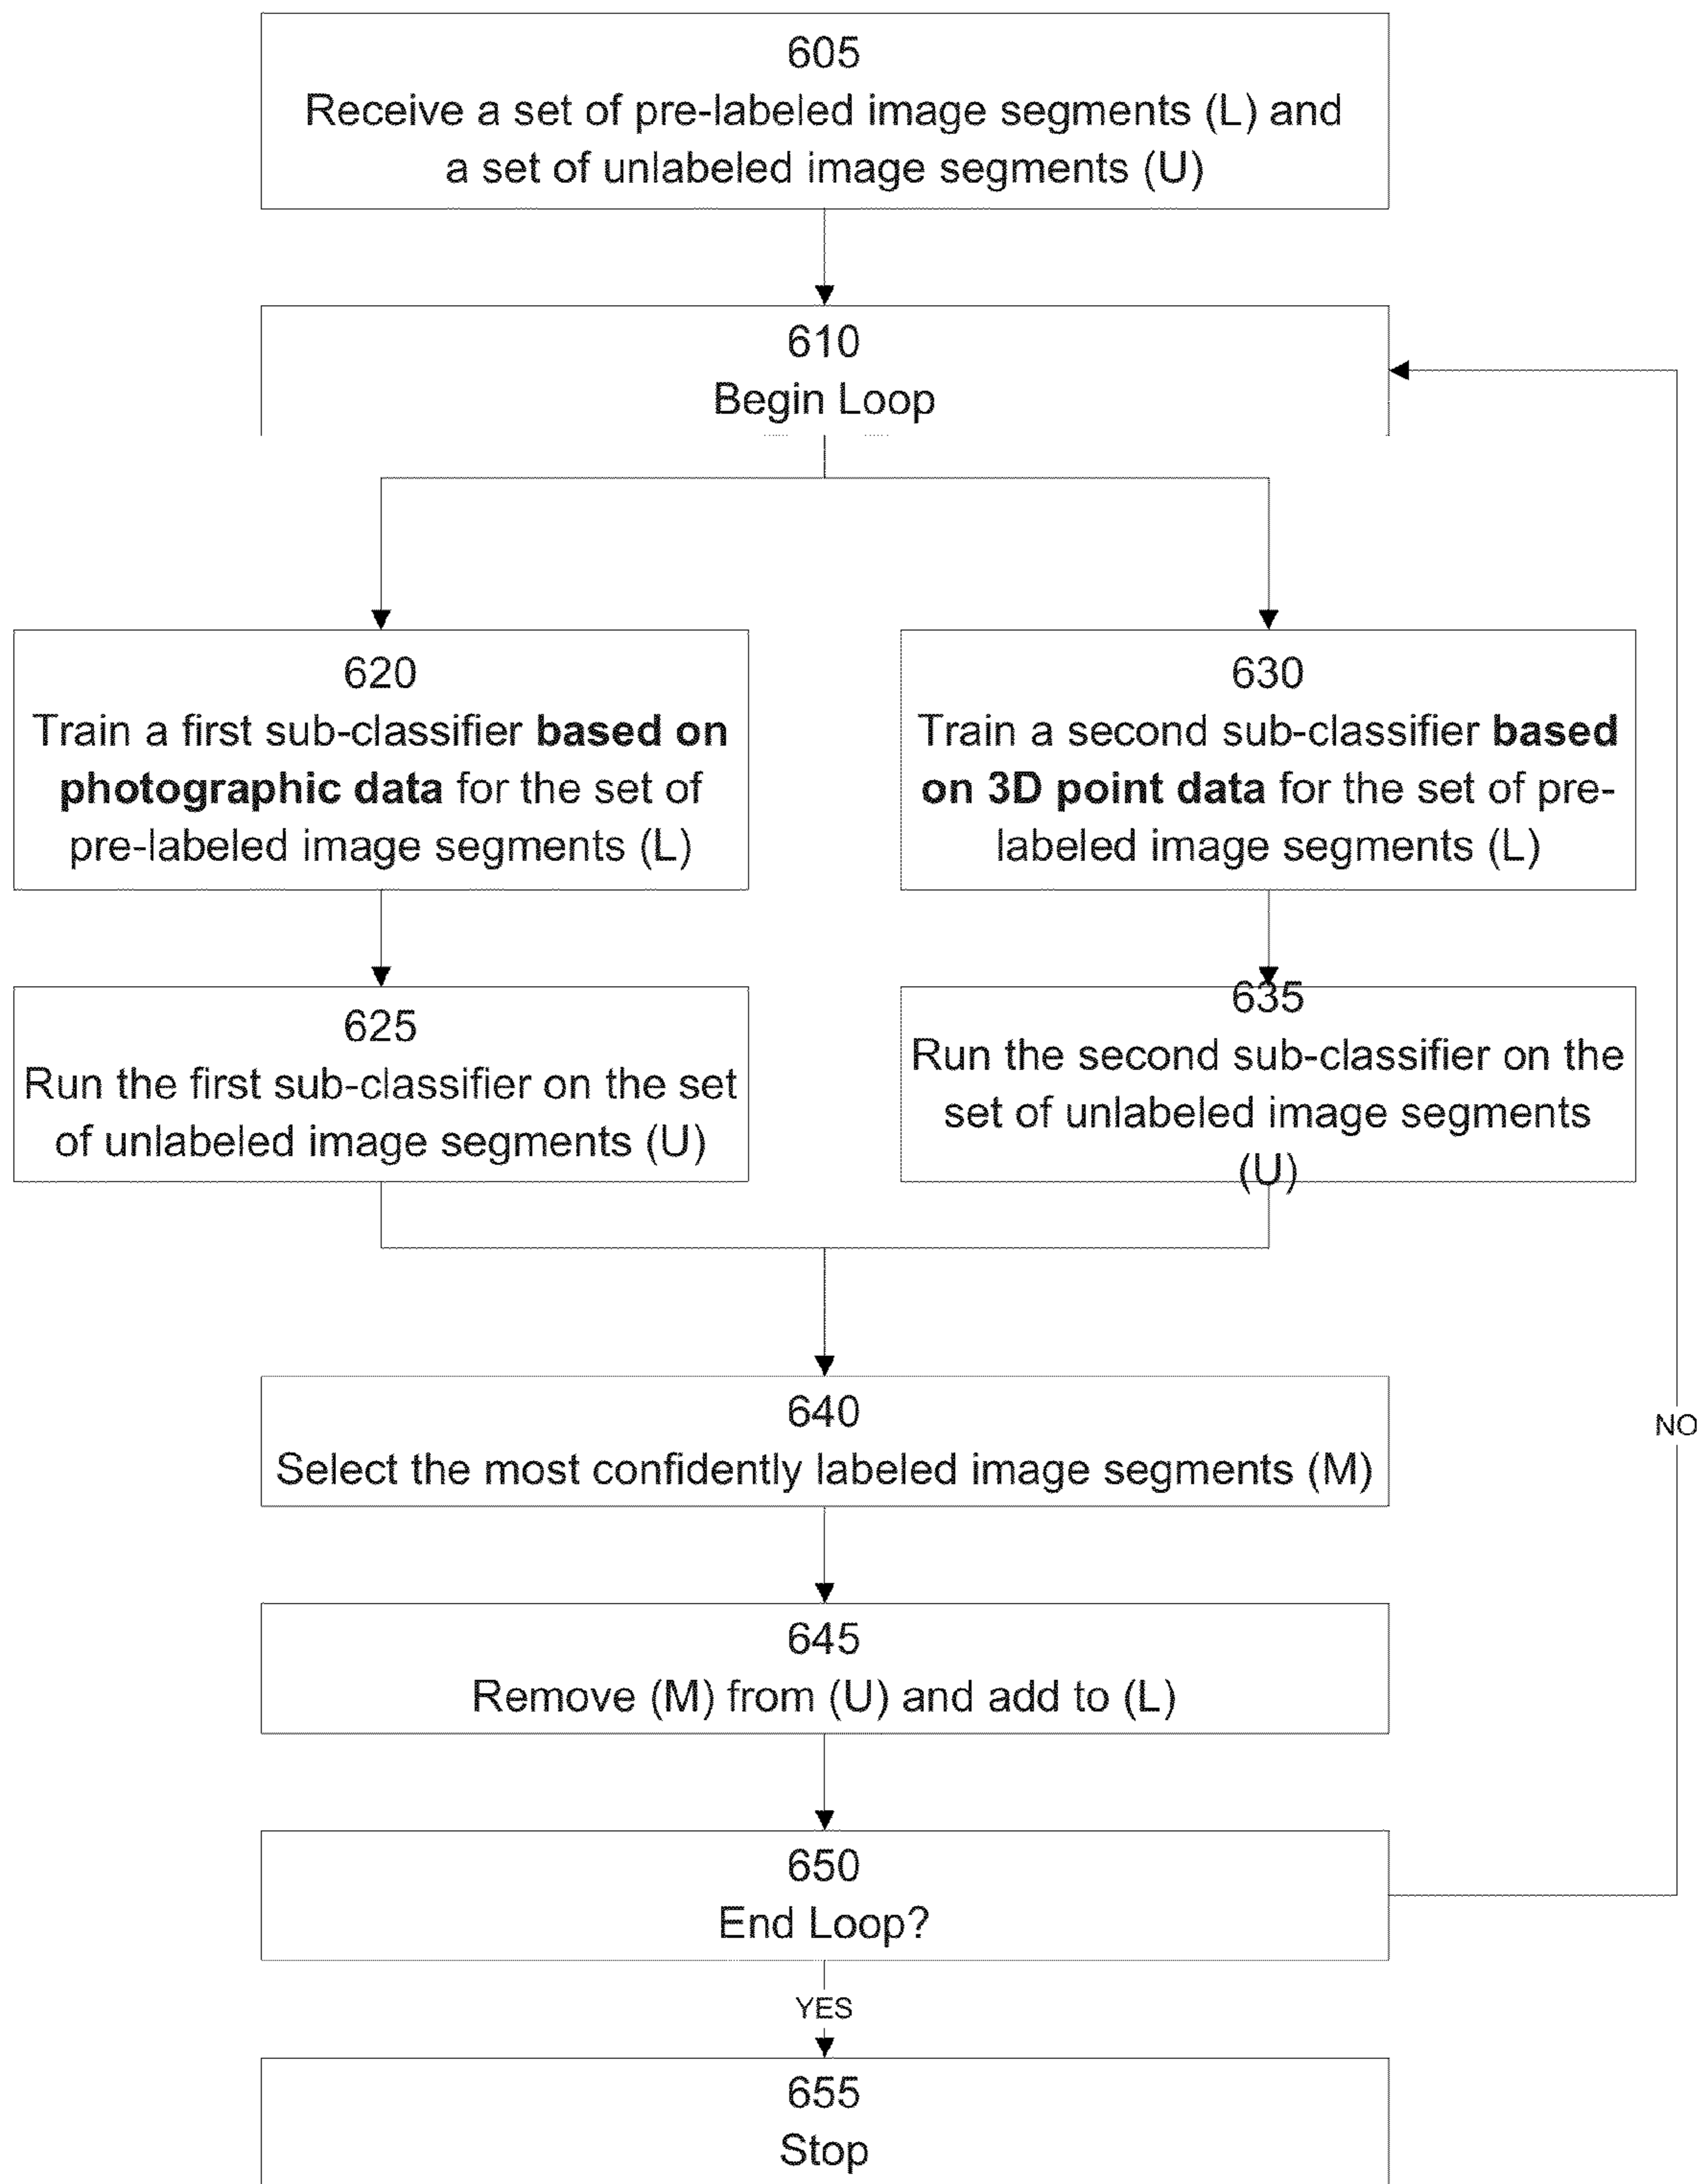 605
Receive a set of pre-labeled image segments (L) and
a set of unlabeled image segments (U)
610
Begin Loop
620
Train a first sub-classifier based on
photographic data for the set of
pre-labeled image segments (L)
630
Train a second sub-classifier based
on 3D point data for the set of pre-
labeled image segments (L)
625
Run the first sub-classifier on the set
of unlabeled image segments (U)
635
Run the second sub-classifier on the
set of unlabeled image segments
(U)
640
Select the most confidently labeled image segments (M)
NO
645
Remove (M) from (U) and add to (L)
650
End Loop?
YES
655
Stop